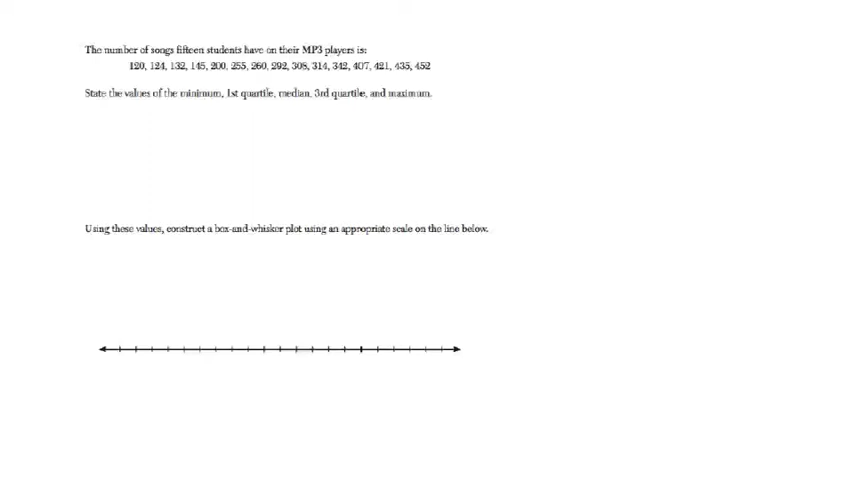 The number of songs fifteen students have on their MP3 players is:
120, 124, 132, 145, 200, 255, 260, 292, 308, 314, 342, 407, 421, 435, 452
State the values of the minimum, 1st quartile, median, 3rd quartile, and maximum.
Using these values, construct a box-and-whisker plot using an appropriate scale on the line below.